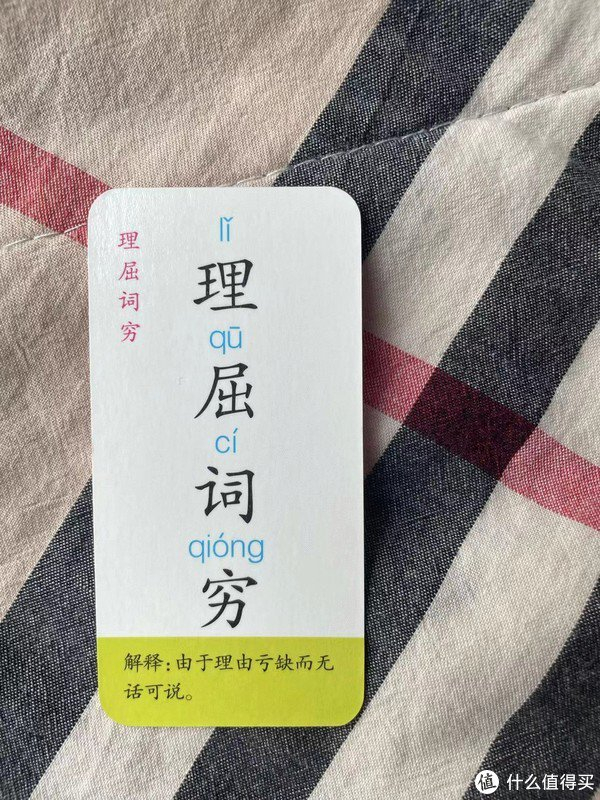 理屈词穷
lǐ
理
qū
屈
cí
词
qióng
穷
解释：由于理由亏缺而无
话可说。
值 什么值得买